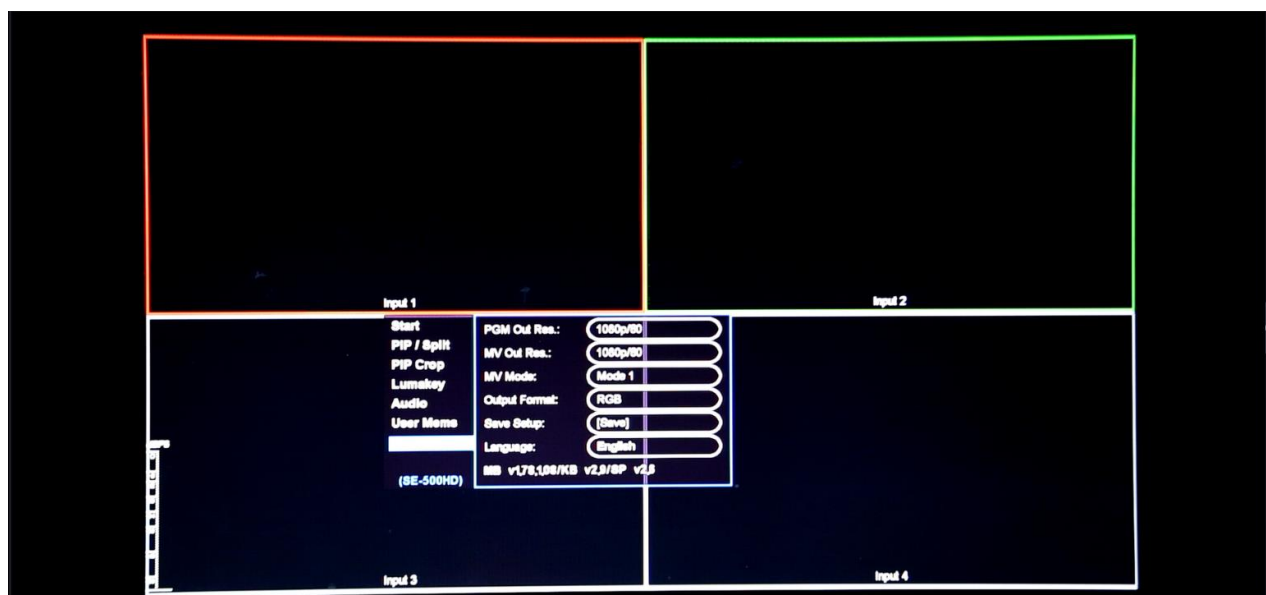 Input 1
Input 2
Start
PIP / Split
PIP Crop
Lumakey
Audio
User Mems
(SE-500HD)
PGM Out Res.: 1080p/60
MV Out Res.: 1080p/60
MV Mode: Mode 1
Output Format: RGB
Save Setup: [Save]
Language: English
MB v1,78,1,08/KB v2,9/SP v2,6
Input 3
Input 4